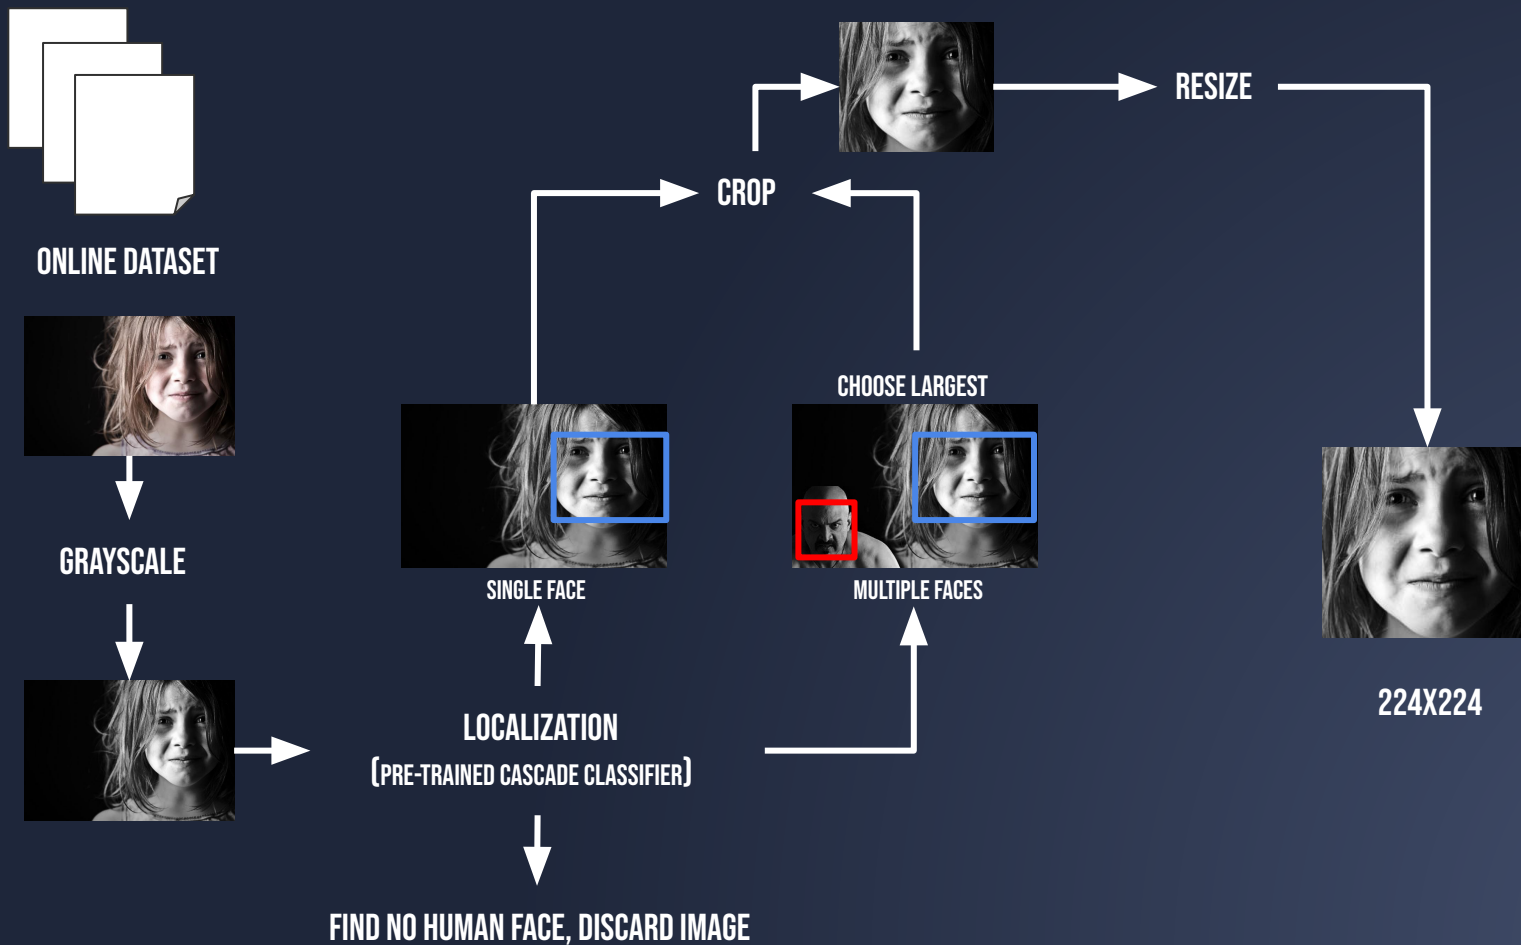 ONLINE DATASET
GRAYSCALE
LOCALIZATION
(PRE-TRAINED CASCADE CLASSIFIER)
FIND NO HUMAN FACE, DISCARD IMAGE
SINGLE FACE
CHOOSE LARGEST
MULTIPLE FACES
CROP
RESIZE
224X224